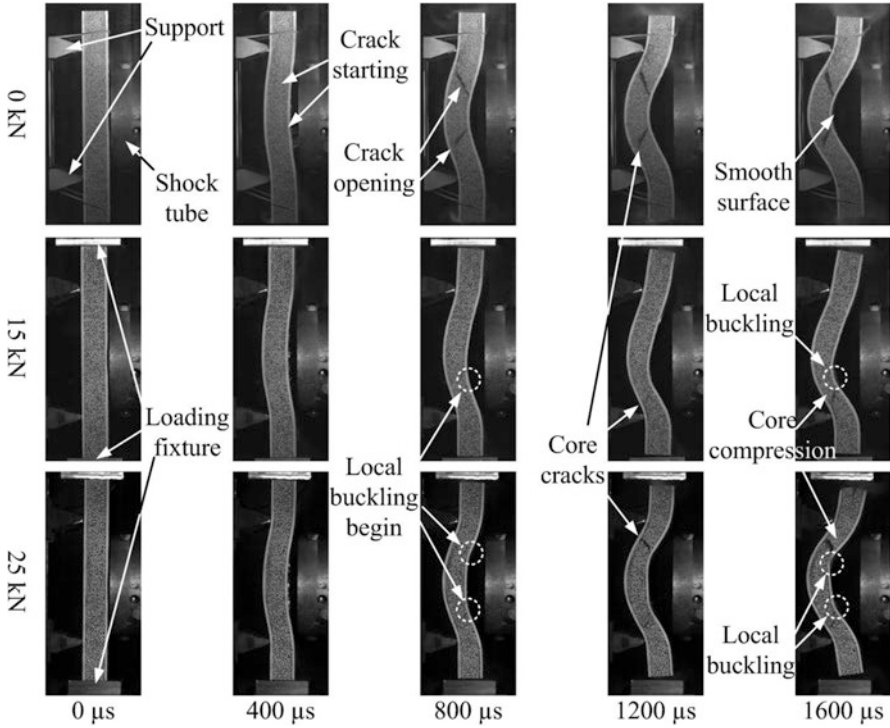 0 kN
Support
Shock
tube
Crack
starting
Crack
opening
Smooth
surface
15 kN
Loading
fixture
Local
buckling
begin
Core
cracks
Local
buckling
Core
compression
25 kN
Local
buckling
0 µs
400 µs
800 µs
1200 µs
1600 µs